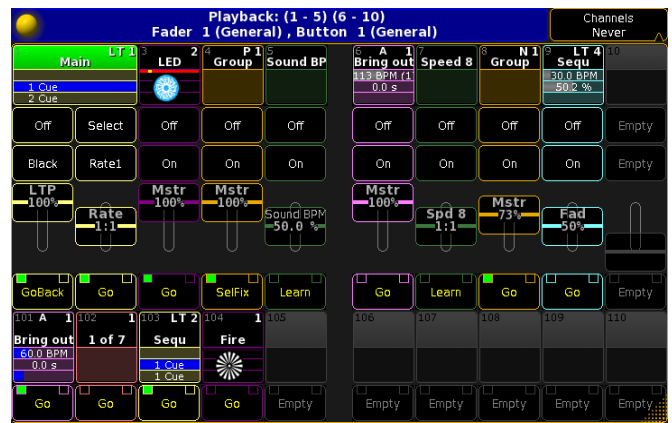 Playback: (1 - 5) (6 - 10)
Fader 1 (General) , Button 1 (General)
Channels
Never
LT 1
Main
1 Cue
2 Cue
3 2
LED
4 P 1
Group
5
Sound BP
6 A 1
Bring out
113 BPM (1
0.0 s
7
Speed 8
8 N 1
Group
9 LT 4
Sequ
30.0 BPM
50.2 %
10
Off Select Off Off Off Off Off Off Off Empty
Black Rate1 On On On On On On On Empty
LTP
100%
Rate
1:1
Mstr
100%
Mstr
100%
Sound BPM
50.0 %
Mstr
100%
Spd 8
1:1
Mstr
73%
Fad
50%
GoBack Go Go SelFix Learn Go Learn Go Go Empty
101 A 1
Bring out
60.0 BPM
0.0 s
102 1
1 of 7
103 LT 2
Sequ
1 Cue
1 Cue
104 1
Fire
105
106
107
108
109
110
Go Go Go Go Empty Empty Empty Empty Empty Empty